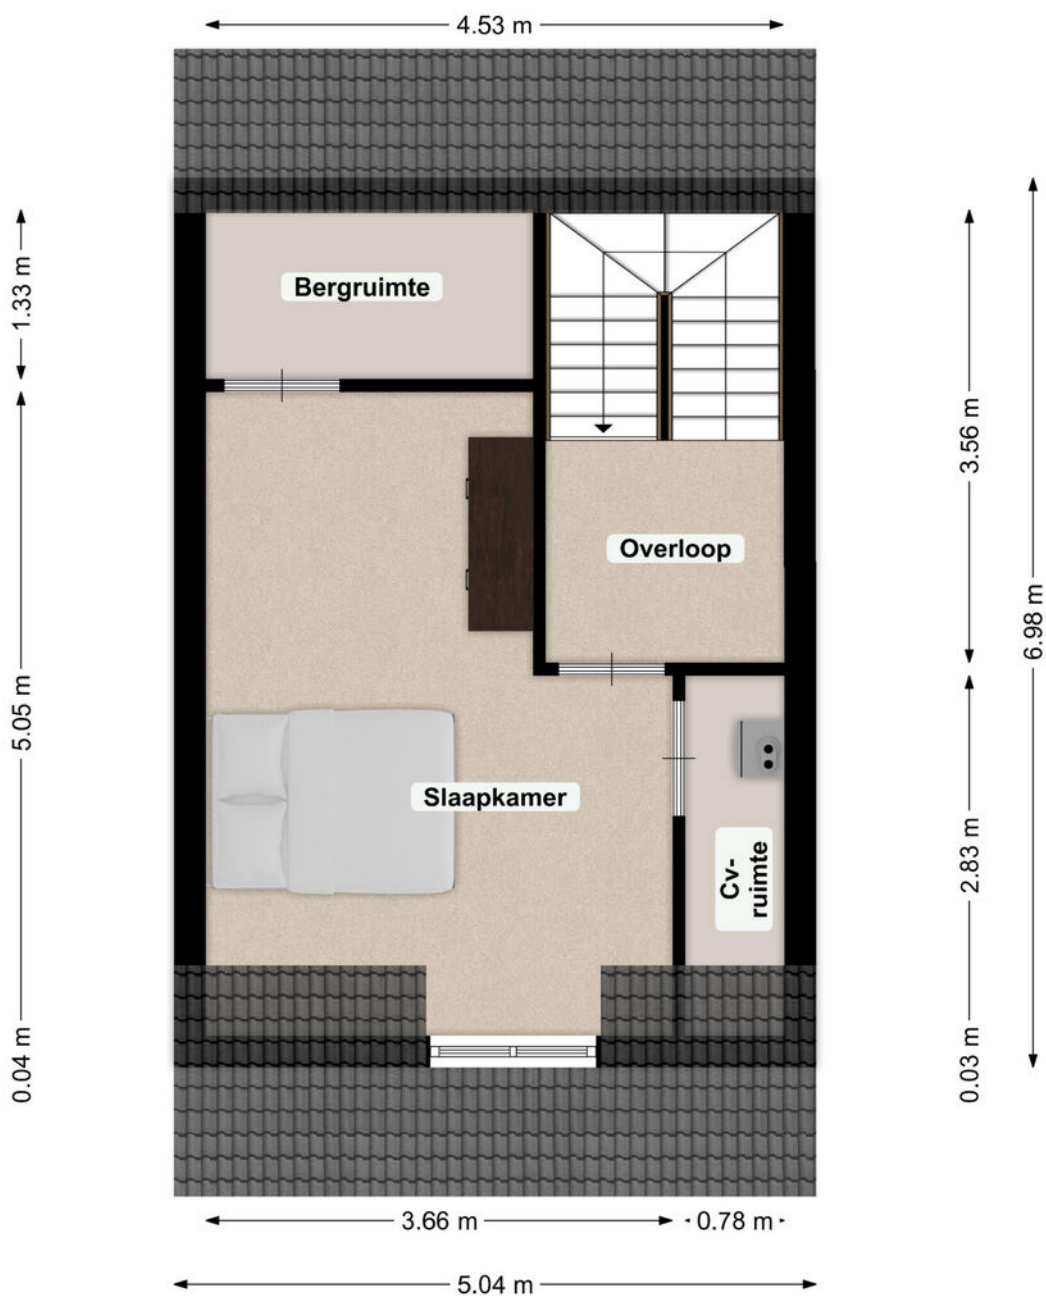 4.53 m
1.33 m
Bergruimte
3.56 m
Overloop
6.98 m
5.05 m
Slaapkamer
2.83 m
Cv-
ruimte
0.04 m
0.03 m
3.66 m
0.78 m
5.04 m